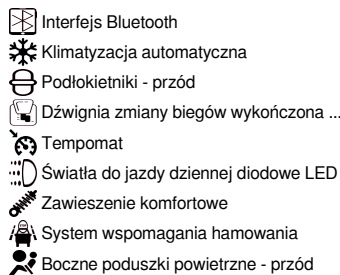 Interfejs Bluetooth
Klimatyzacja automatyczna
Podłokietniki - przód
Dźwignia zmiany biegów wykończona ...
Tempomat
Światła do jazdy dziennej diodowe LED
Zawieszenie komfortowe
System wspomagania hamowania
Boczne poduszki powietrzne - przód